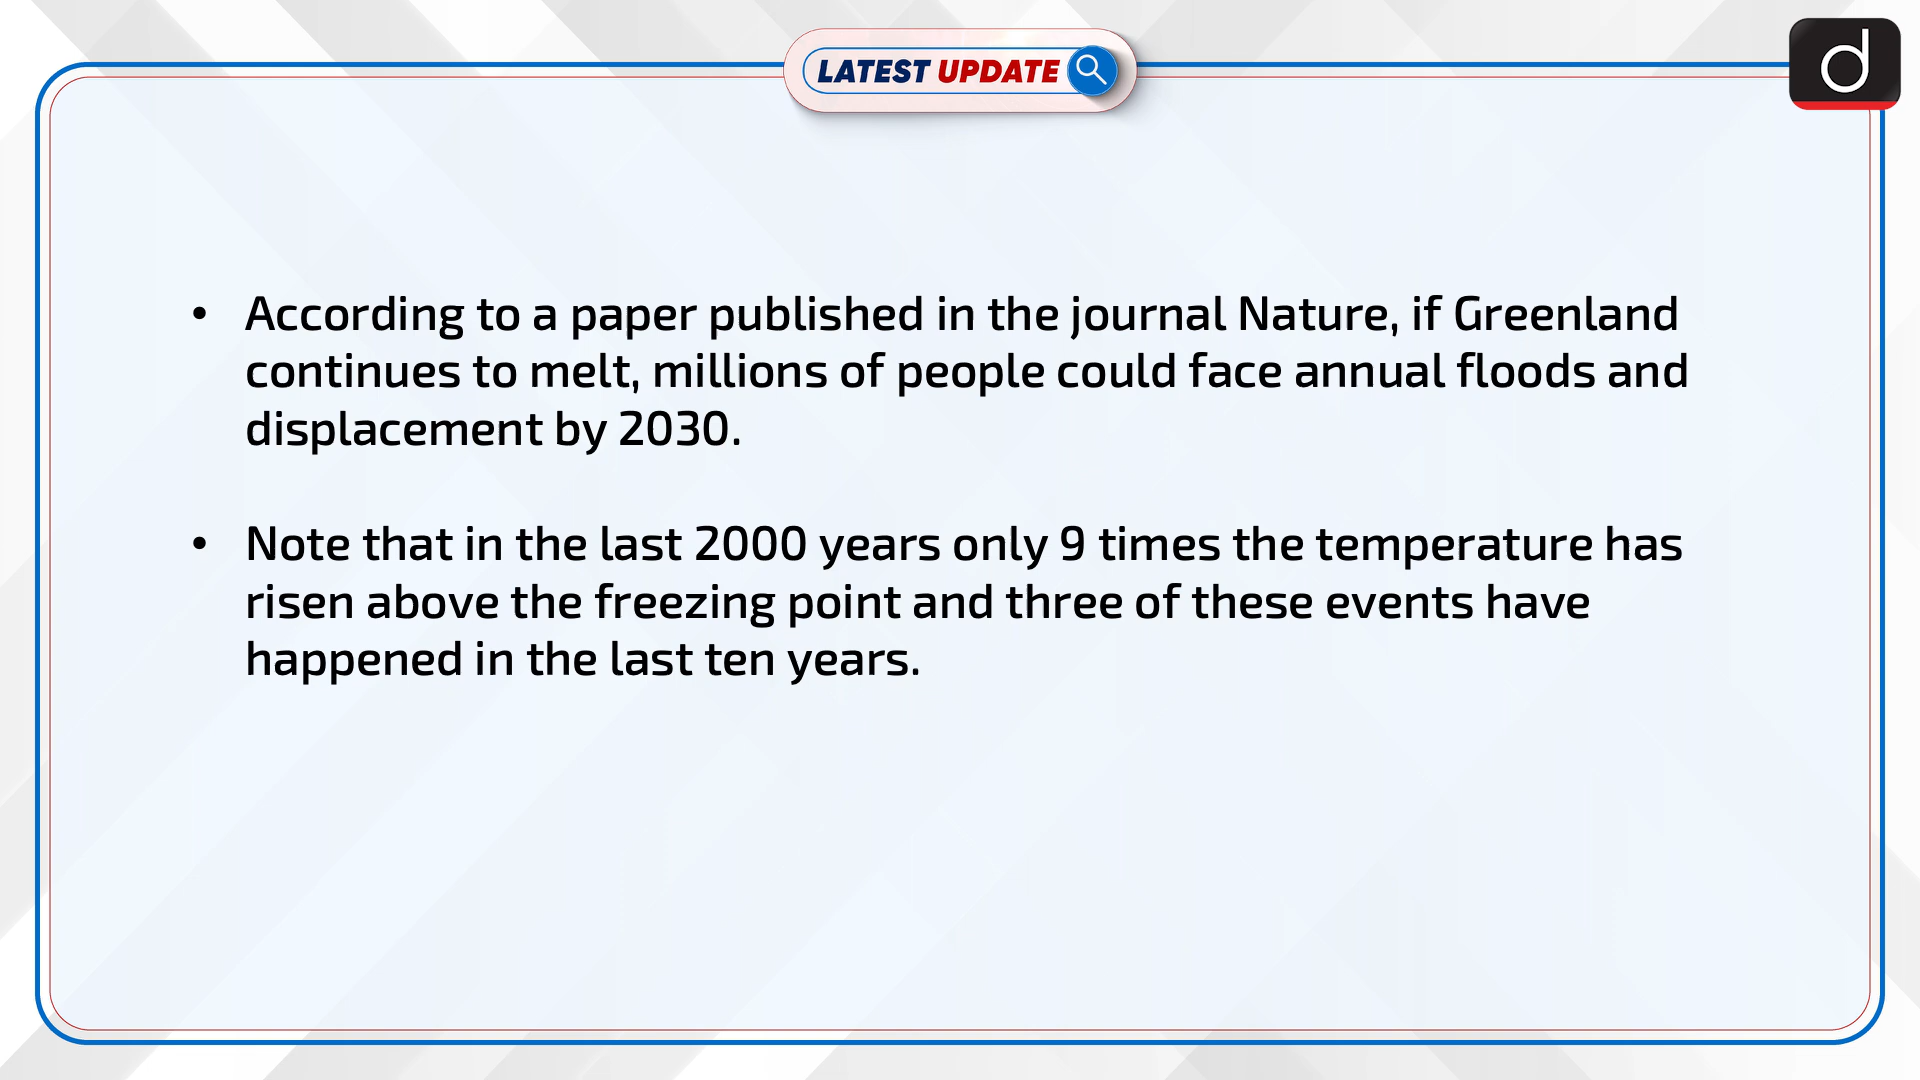 LATEST UPDATE
d
• According to a paper published in the journal Nature, if Greenland
continues to melt, millions of people could face annual floods and
displacement by 2030.
• Note that in the last 2000 years only 9 times the temperature has
risen above the freezing point and three of these events have
happened in the last ten years.